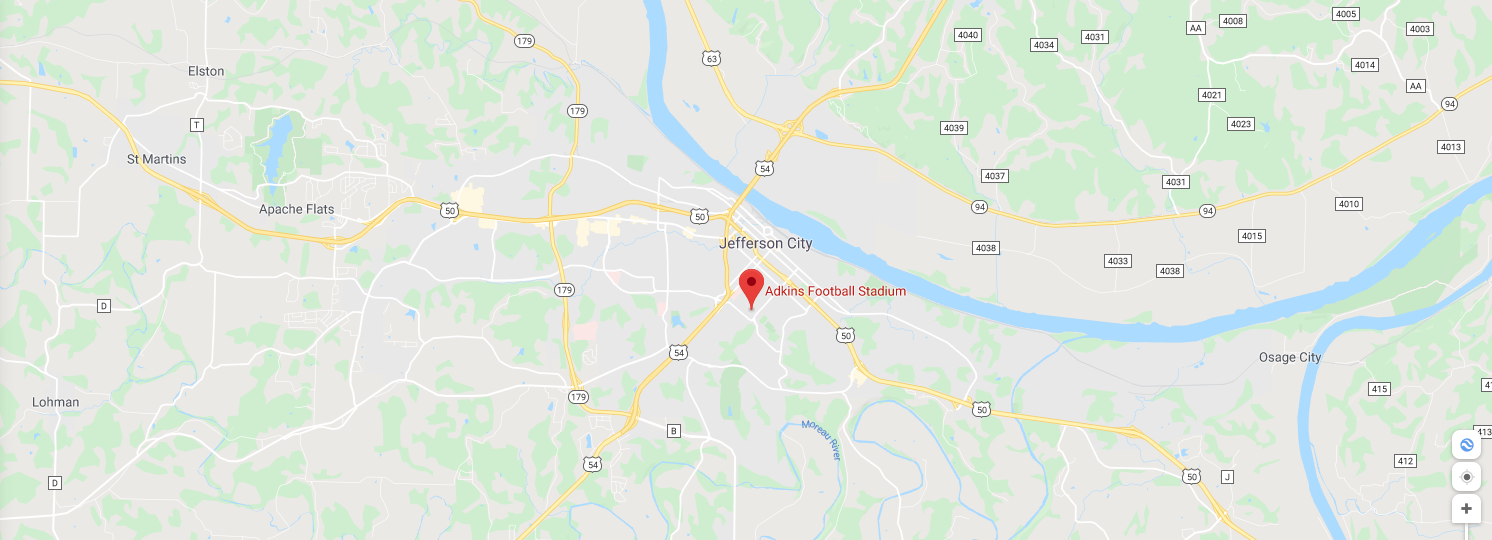 4005
4008
AA
4003
4040
4031
179
4034
63
4014
Elston
AA
4021
94
179
T
4023
4039
4013
St Martins
54
4037
4031
4010
Apache Flats
50
50
94
94
4015
Jefferson City
4038
4033
4038
179
Adkins Football Stadium
D
50
54
Osage City
415
179
Lohman
50
B
Moreau River
413
412
54
50
J
D